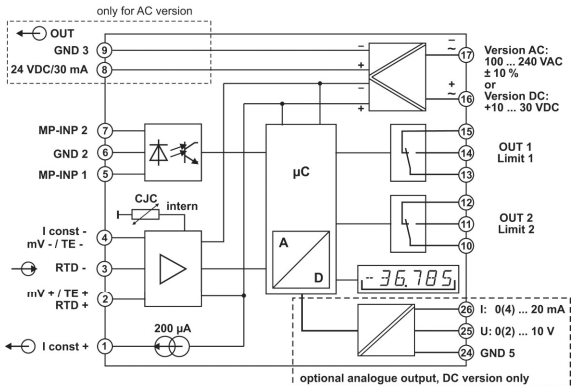 only for AC version
OUT
GND 3
9
24 VDC/30 mA
8
MP-INP 2
7
GND 2
6
MP-INP 1
5
CJC
intern
I const -
mV - / TE -
4
RTD -
3
mV + / TE +
RTD +
2
200 µA
I const +
1
µC
A
D
-36.785
−
+
−
+
−
~
+
~
17
16
Version AC:
100 ... 240 VAC
± 10 %
or
Version DC:
+10 ... 30 VDC
15
14
13
OUT 1
Limit 1
12
11
10
OUT 2
Limit 2
26 I: 0(4) ... 20 mA
25 U: 0(2) ... 10 V
24 GND 5
optional analogue output, DC version only